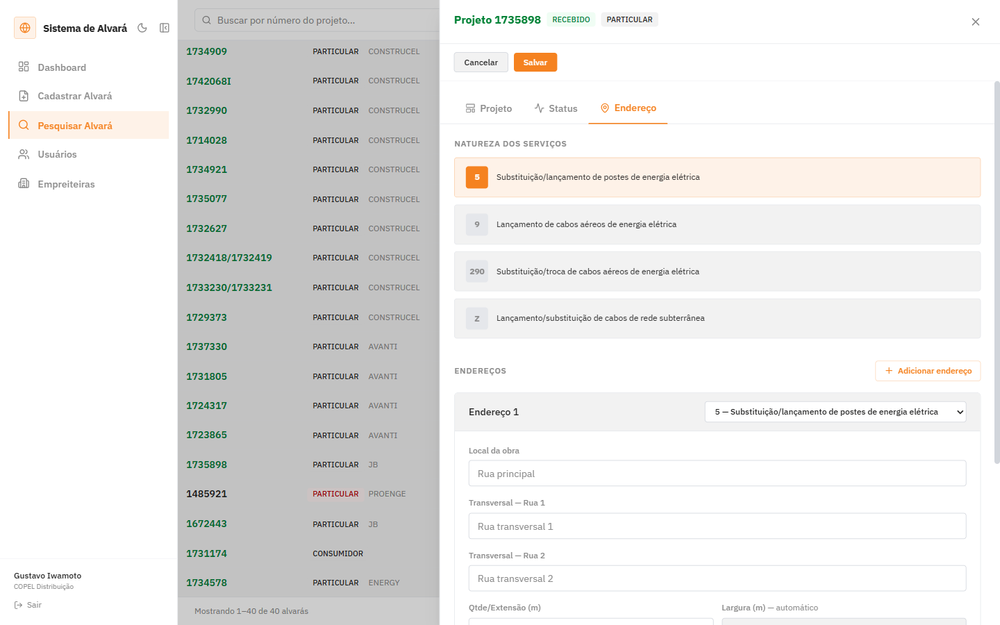 Sistema de Alvará
Dashboard
Cadastrar Alvará
Pesquisar Alvará
Usuários
Empreiteiras
Gustavo Iwamoto
COPEL Distribuição
Sair
Buscar por número do projeto...
1734909 PARTICULAR CONSTRUCEL
1742068I PARTICULAR CONSTRUCEL
1732990 PARTICULAR CONSTRUCEL
1714028 PARTICULAR CONSTRUCEL
1734921 PARTICULAR CONSTRUCEL
1735077 PARTICULAR CONSTRUCEL
1732627 PARTICULAR CONSTRUCEL
1732418/1732419 PARTICULAR CONSTRUCEL
1733230/1733231 PARTICULAR CONSTRUCEL
1729373 PARTICULAR CONSTRUCEL
1737330 PARTICULAR AVANTI
1731805 PARTICULAR AVANTI
1724317 PARTICULAR AVANTI
1723865 PARTICULAR AVANTI
1735898 PARTICULAR JB
1485921 PARTICULAR PROENGE
1672443 PARTICULAR JB
1731174 CONSUMIDOR
1734578 PARTICULAR ENERGY
Mostrando 1–40 de 40 alvarás
Projeto 1735898 RECEBIDO PARTICULAR
Cancelar Salvar
Projeto Status Endereço
NATUREZA DOS SERVIÇOS
5 Substituição/lançamento de postes de energia elétrica
9 Lançamento de cabos aéreos de energia elétrica
290 Substituição/troca de cabos aéreos de energia elétrica
Z Lançamento/substituição de cabos de rede subterrânea
ENDEREÇOS Adicionar endereço
Endereço 1 5 — Substituição/lançamento de postes de energia elétrica
Local da obra
Rua principal
Transversal — Rua 1
Rua transversal 1
Transversal — Rua 2
Rua transversal 2
Qtde/Extensão (m) Largura (m) — automático